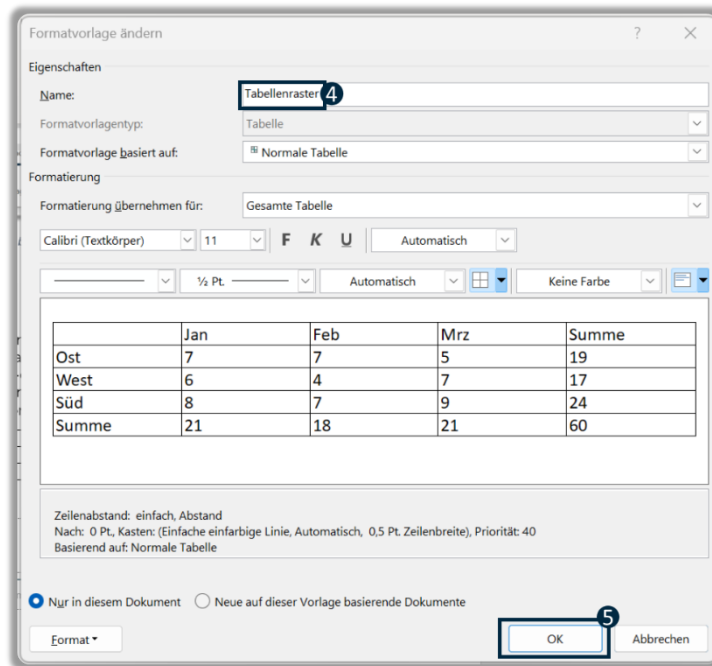 Formatvorlage ändern ? ×
Eigenschaften
Name: Tabellenraster 4
Formatvorlagentyp: Tabelle
Formatvorlage basiert auf: Normale Tabelle
Formatierung
Formatierung übernehmen für: Gesamte Tabelle
Calibri (Textkörper) 11 F K U Automatisch
½ Pt. Automatisch Keine Farbe
Jan Feb Mrz Summe
Ost 7 7 5 19
West 6 4 7 17
Süd 8 7 9 24
Summe 21 18 21 60
Zeilenabstand: einfach, Abstand
Nach: 0 Pt., Kasten: (Einfache einfarbige Linie, Automatisch, 0,5 Pt. Zeilenbreite), Priorität: 40
Basierend auf: Normale Tabelle
Nur in diesem Dokument Neue auf dieser Vorlage basierende Dokumente
5
Format OK Abbrechen